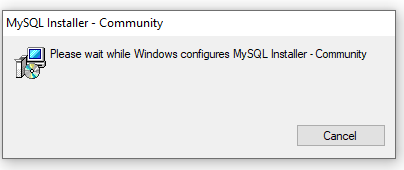 MySQL Installer - Community
Please wait while Windows configures MySQL Installer - Community
Cancel